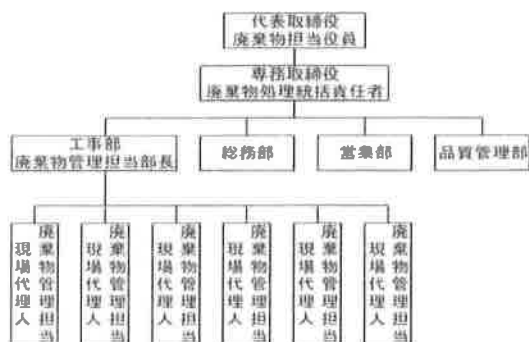 代表取締役
廃棄物担当役員
専務取締役
廃棄物処理統括責任者
工事部
廃棄物管理担当部長
総務部
営業部
品質管理部
廃棄物管理担当
現場代理人
廃棄物管理担当
現場代理人
廃棄物管理担当
現場代理人
廃棄物管理担当
現場代理人
廃棄物管理担当
現場代理人
廃棄物管理担当
現場代理人